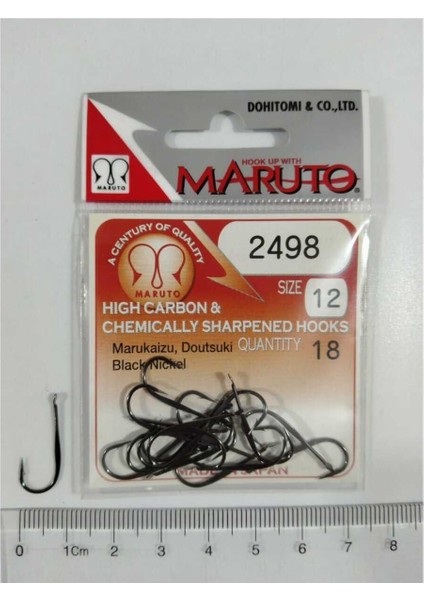 DOHITOMI & CO.,LTD.
HOOK UP WITH
MARUTO®
MARUTO
A CENTURY OF QUALITY
MARUTO
2498
SIZE 12
HIGH CARBON &
CHEMICALLY SHARPENED HOOKS
Marukaizu, Doutsuki QUANTITY 18
Black Nickel
MADE IN JAPAN
0 1Cm 2 3 4 5 6 7 8